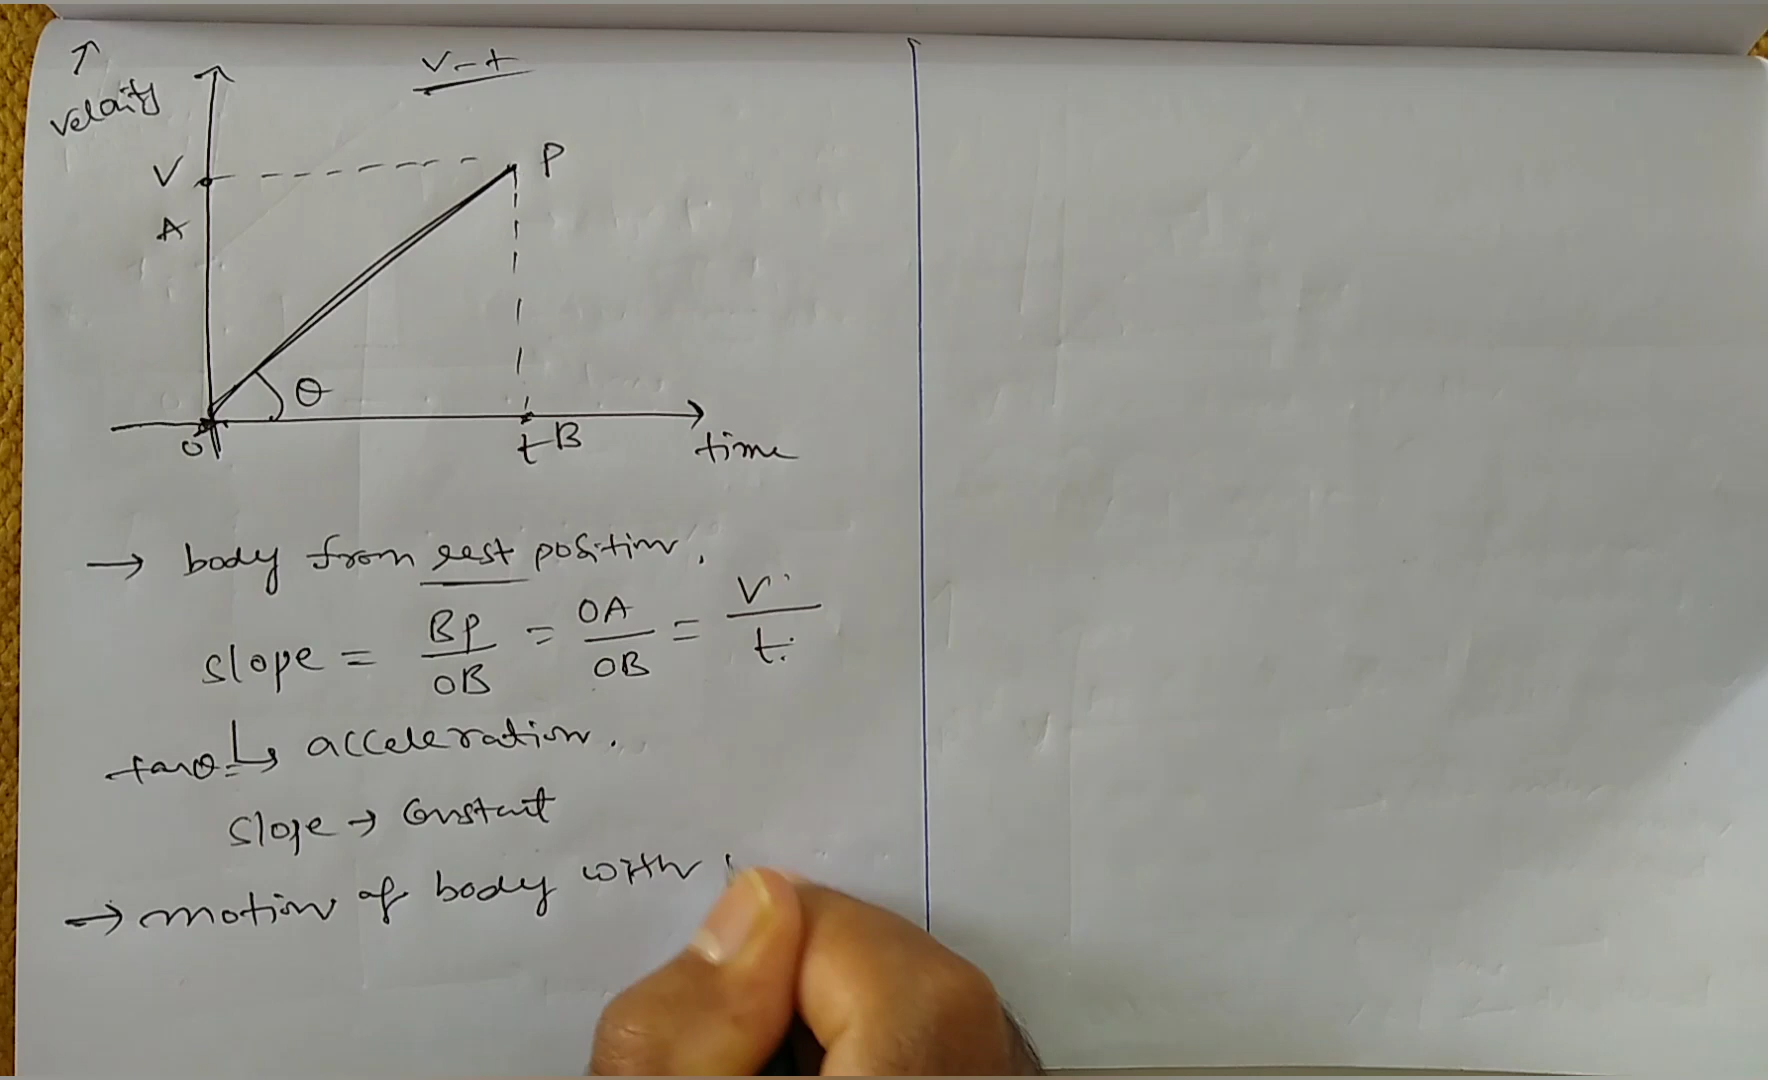 v-t
↑
velocity
V
P
A
θ
O
t
B
time
→ body from rest position.
slope = BP/OB = OA/OB = V/t
tanθ ↳ acceleration.
Slope → Constant
→ motion of body with